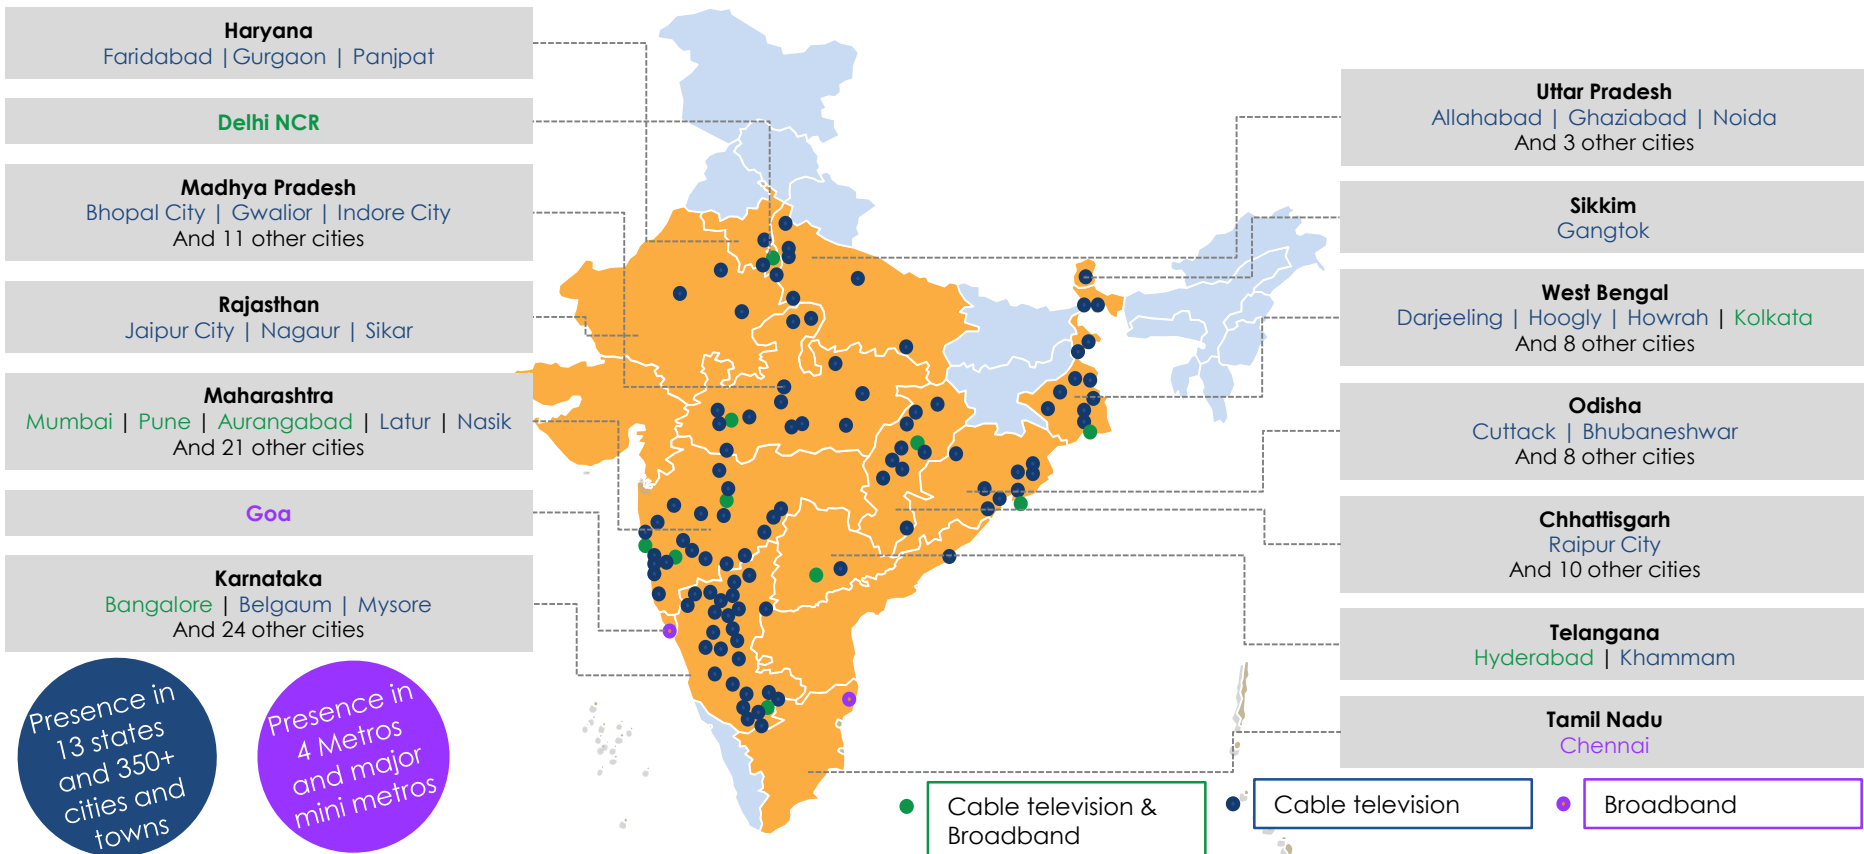 Haryana
Faridabad |Gurgaon | Panjpat
Delhi NCR
Madhya Pradesh
Bhopal City | Gwalior | Indore City
And 11 other cities
Rajasthan
Jaipur City | Nagaur | Sikar
Maharashtra
Mumbai | Pune | Aurangabad | Latur | Nasik
And 21 other cities
Goa
Karnataka
Bangalore | Belgaum | Mysore
And 24 other cities
Presence in
13 states
and 350+
cities and
towns
Presence in
4 Metros
and major
mini metros
Uttar Pradesh
Allahabad | Ghaziabad | Noida
And 3 other cities
Sikkim
Gangtok
West Bengal
Darjeeling | Hoogly | Howrah | Kolkata
And 8 other cities
Odisha
Cuttack | Bhubaneshwar
And 8 other cities
Chhattisgarh
Raipur City
And 10 other cities
Telangana
Hyderabad | Khammam
Tamil Nadu
Chennai
Cable television &
Broadband
Cable television
Broadband